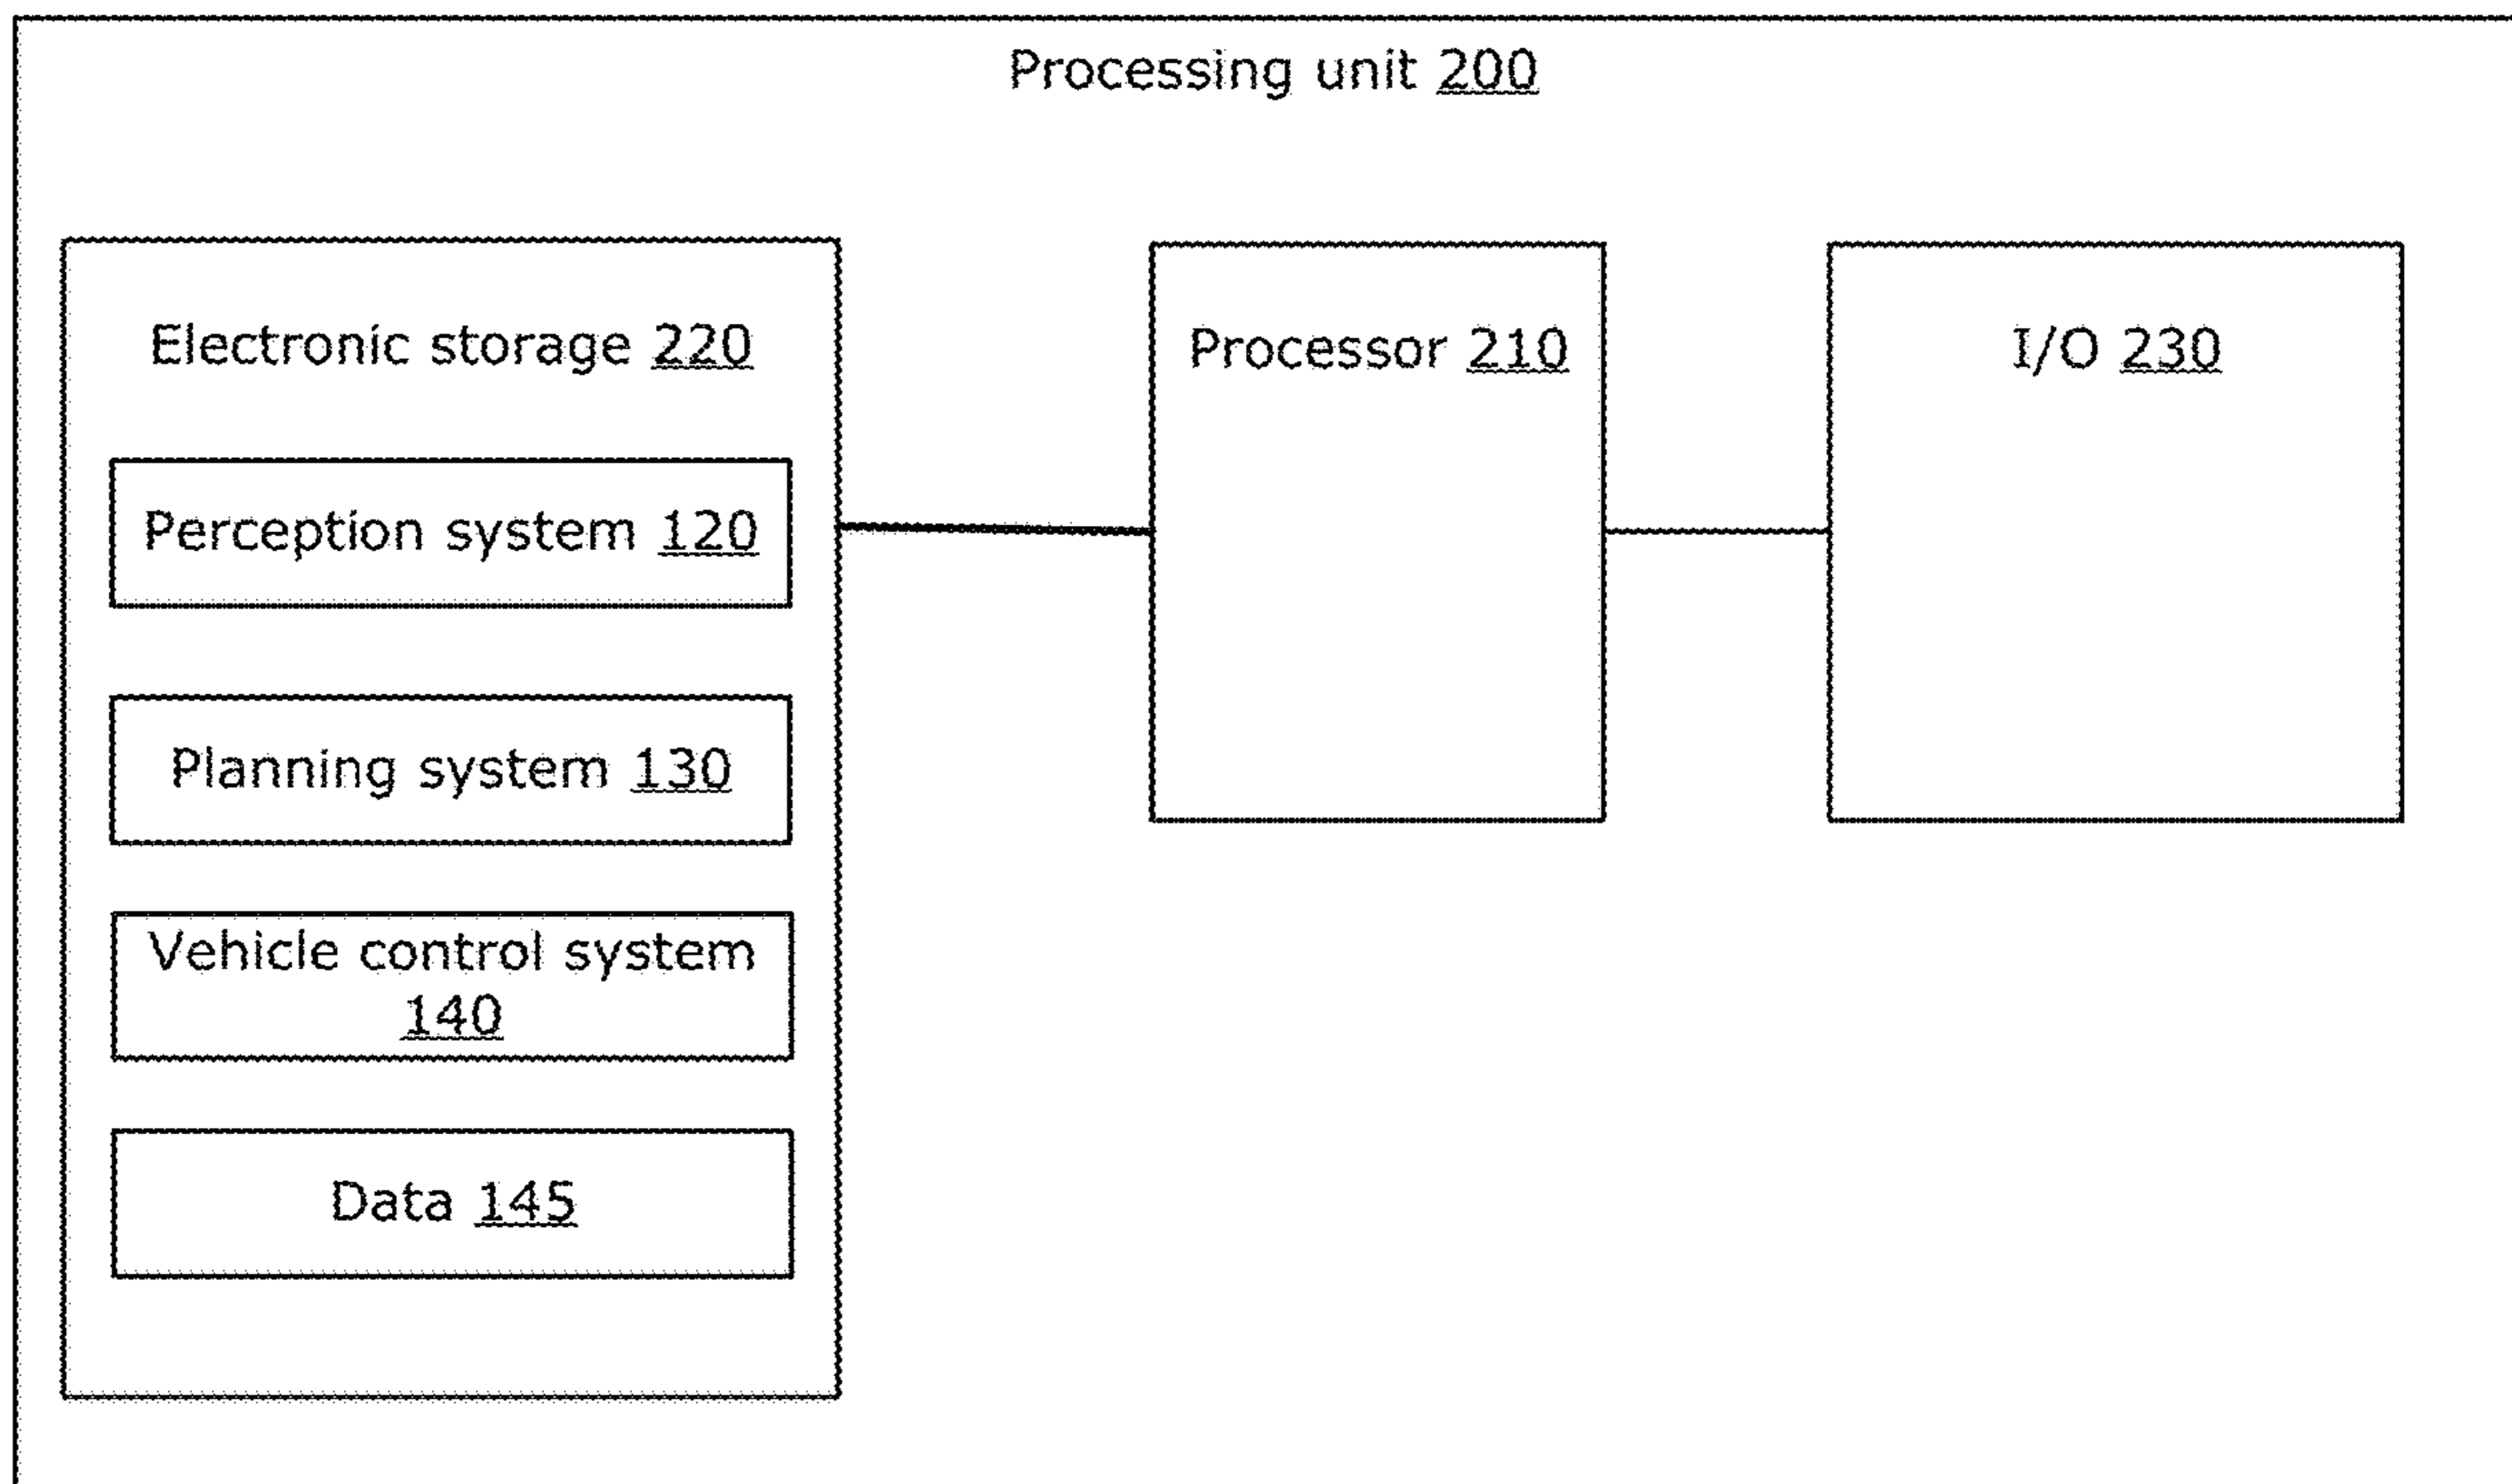 Processing unit 200
Electronic storage 220
Perception system 120
Planning system 130
Vehicle control system
140
Data 145
Processor 210
I/O 230